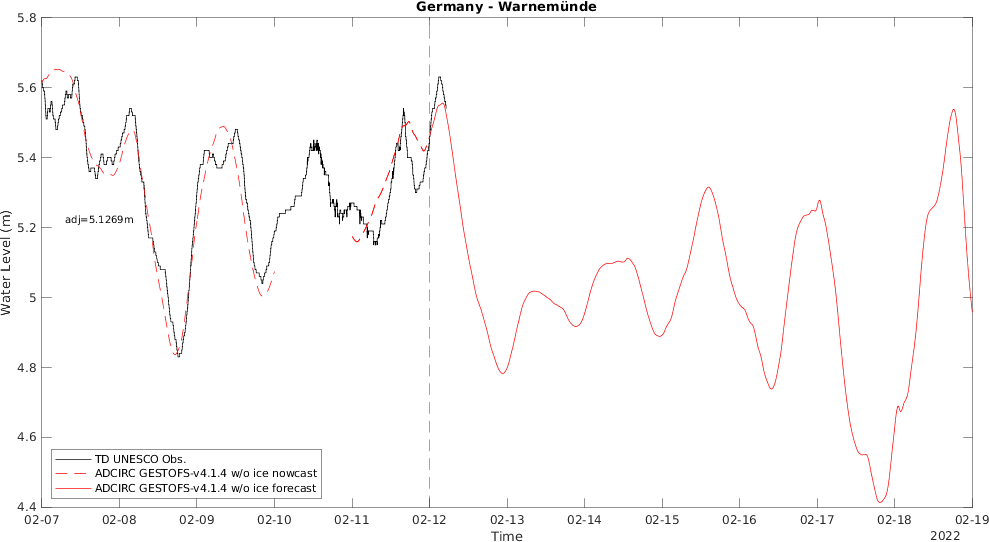 Germany - Warnemünde
5.8
5.6
5.4
5.2
5
4.8
4.6
4.4
Water Level (m)
adj=5.1269m
TD UNESCO Obs.
ADCIRC GESTOFS-v4.1.4 w/o ice nowcast
ADCIRC GESTOFS-v4.1.4 w/o ice forecast
02-07 02-08 02-09 02-10 02-11 02-12 02-13 02-14 02-15 02-16 02-17 02-18 02-19
Time
2022